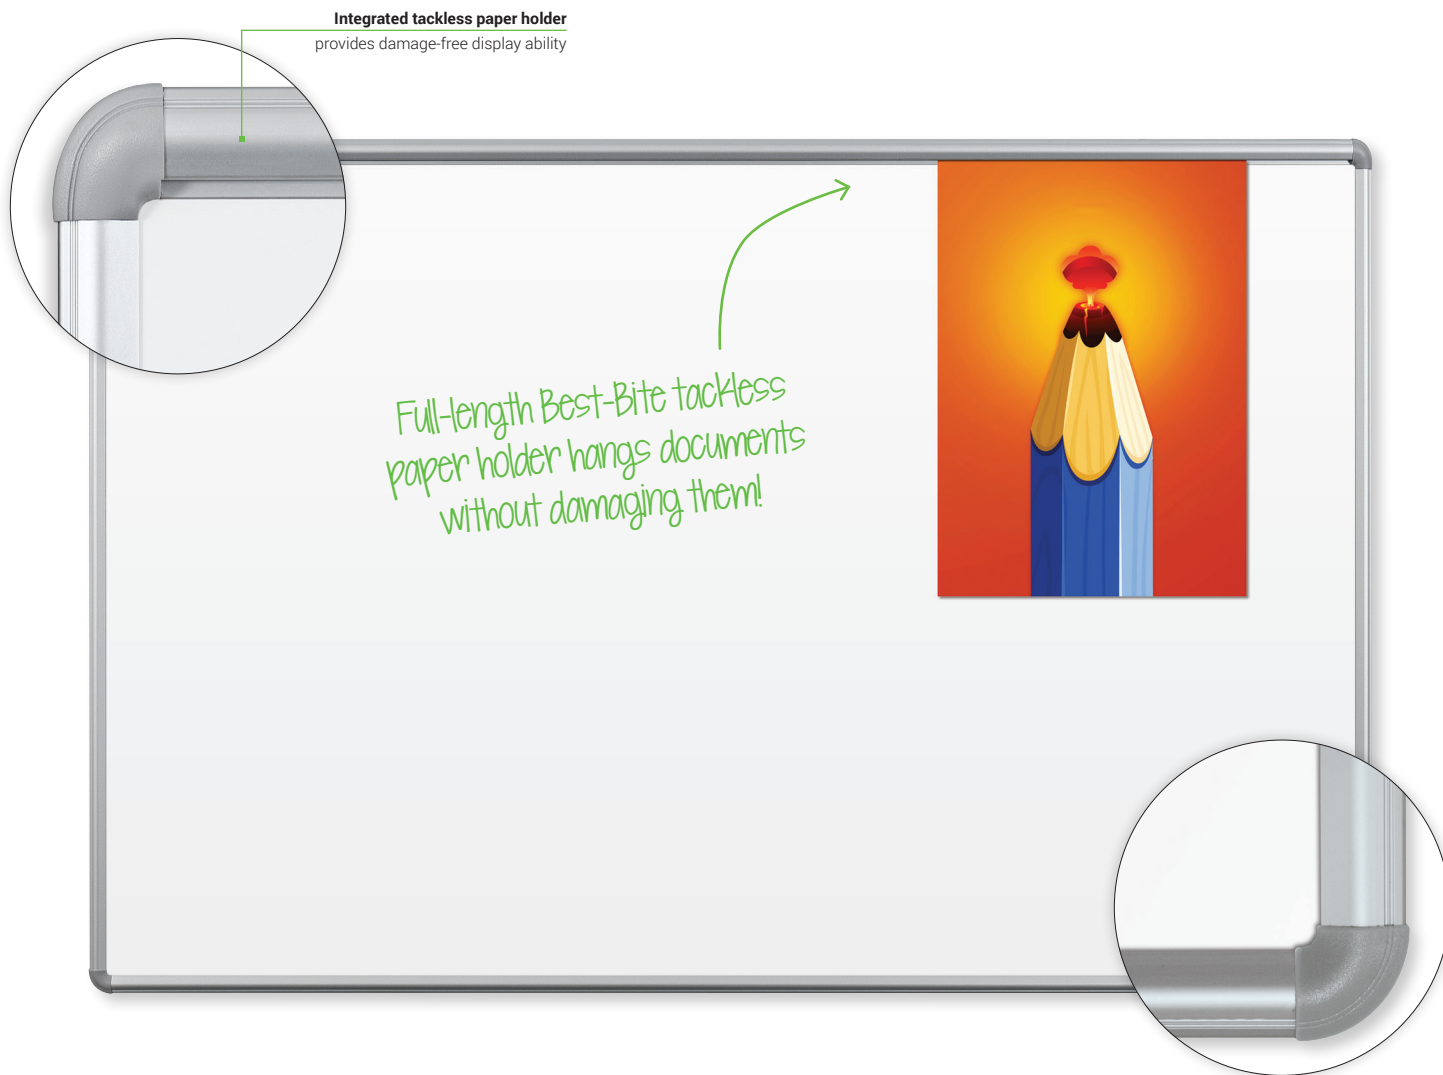 Integrated tackless paper holder
provides damage-free display ability
Full-length Best-Bite tackless
paper holder hangs documents
without damaging them!